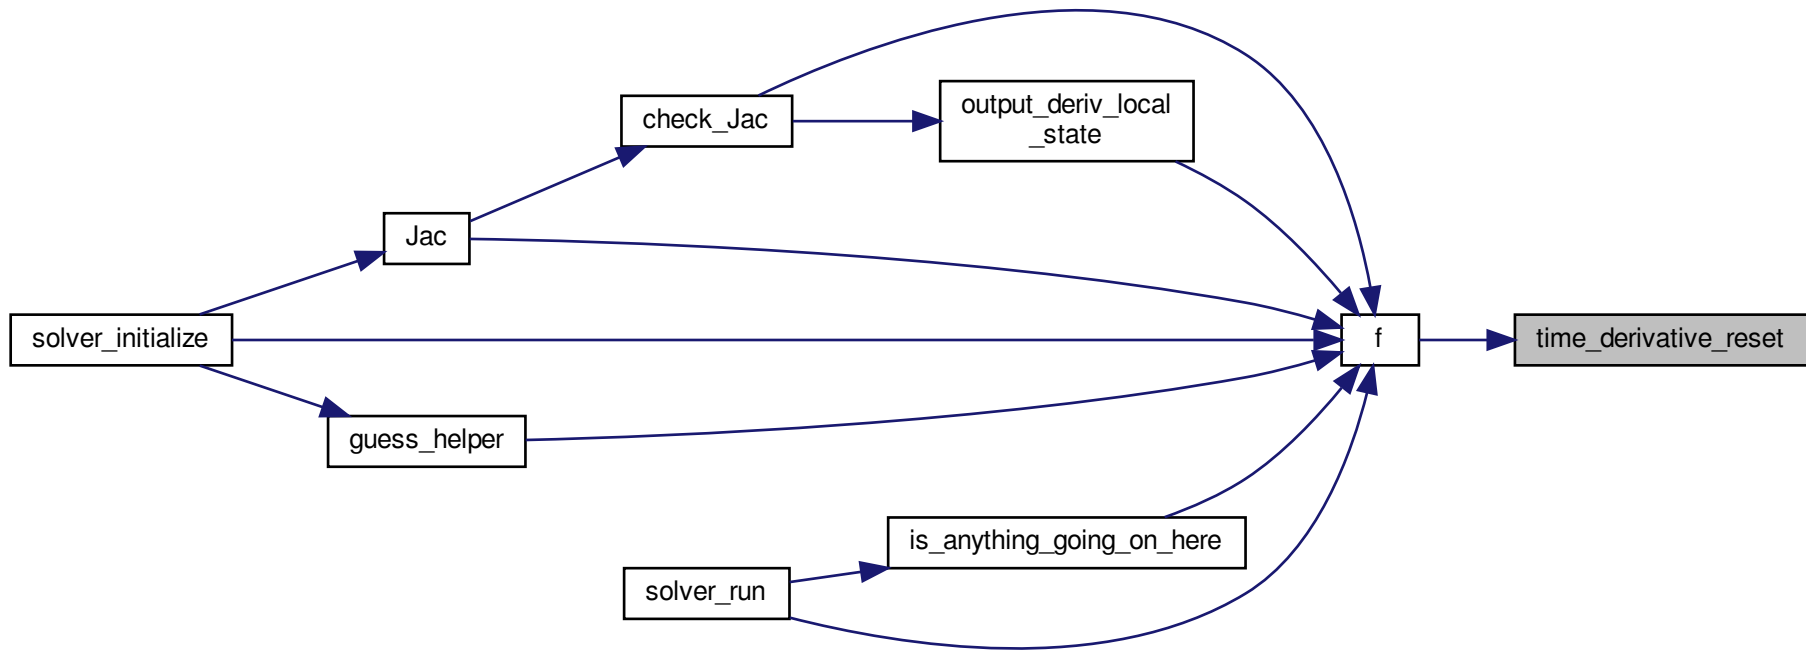 check_Jac
output_deriv_local
_state
Jac
solver_initialize
f
time_derivative_reset
guess_helper
is_anything_going_on_here
solver_run